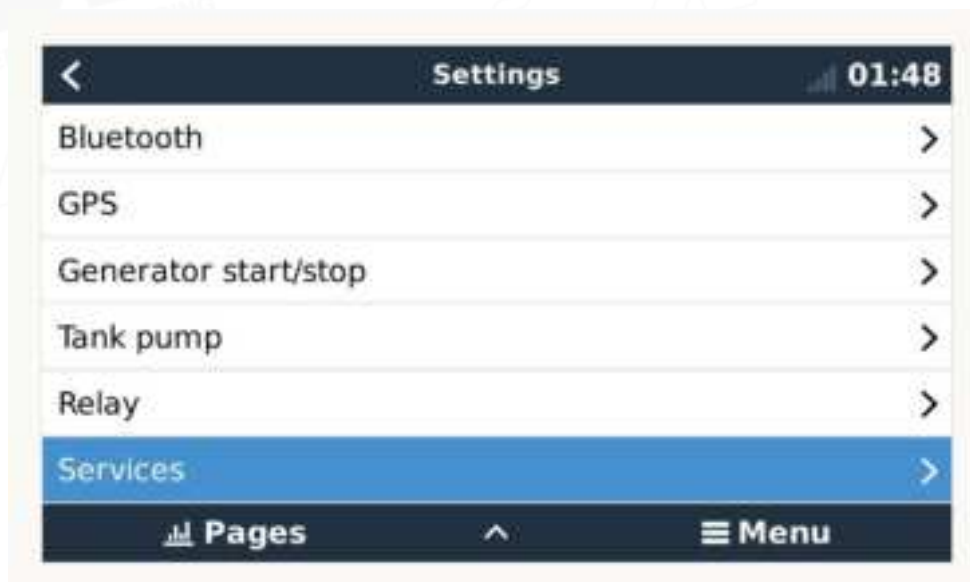 Settings 01:48
Bluetooth
GPS
Generator start/stop
Tank pump
Relay
Services
Pages Menu